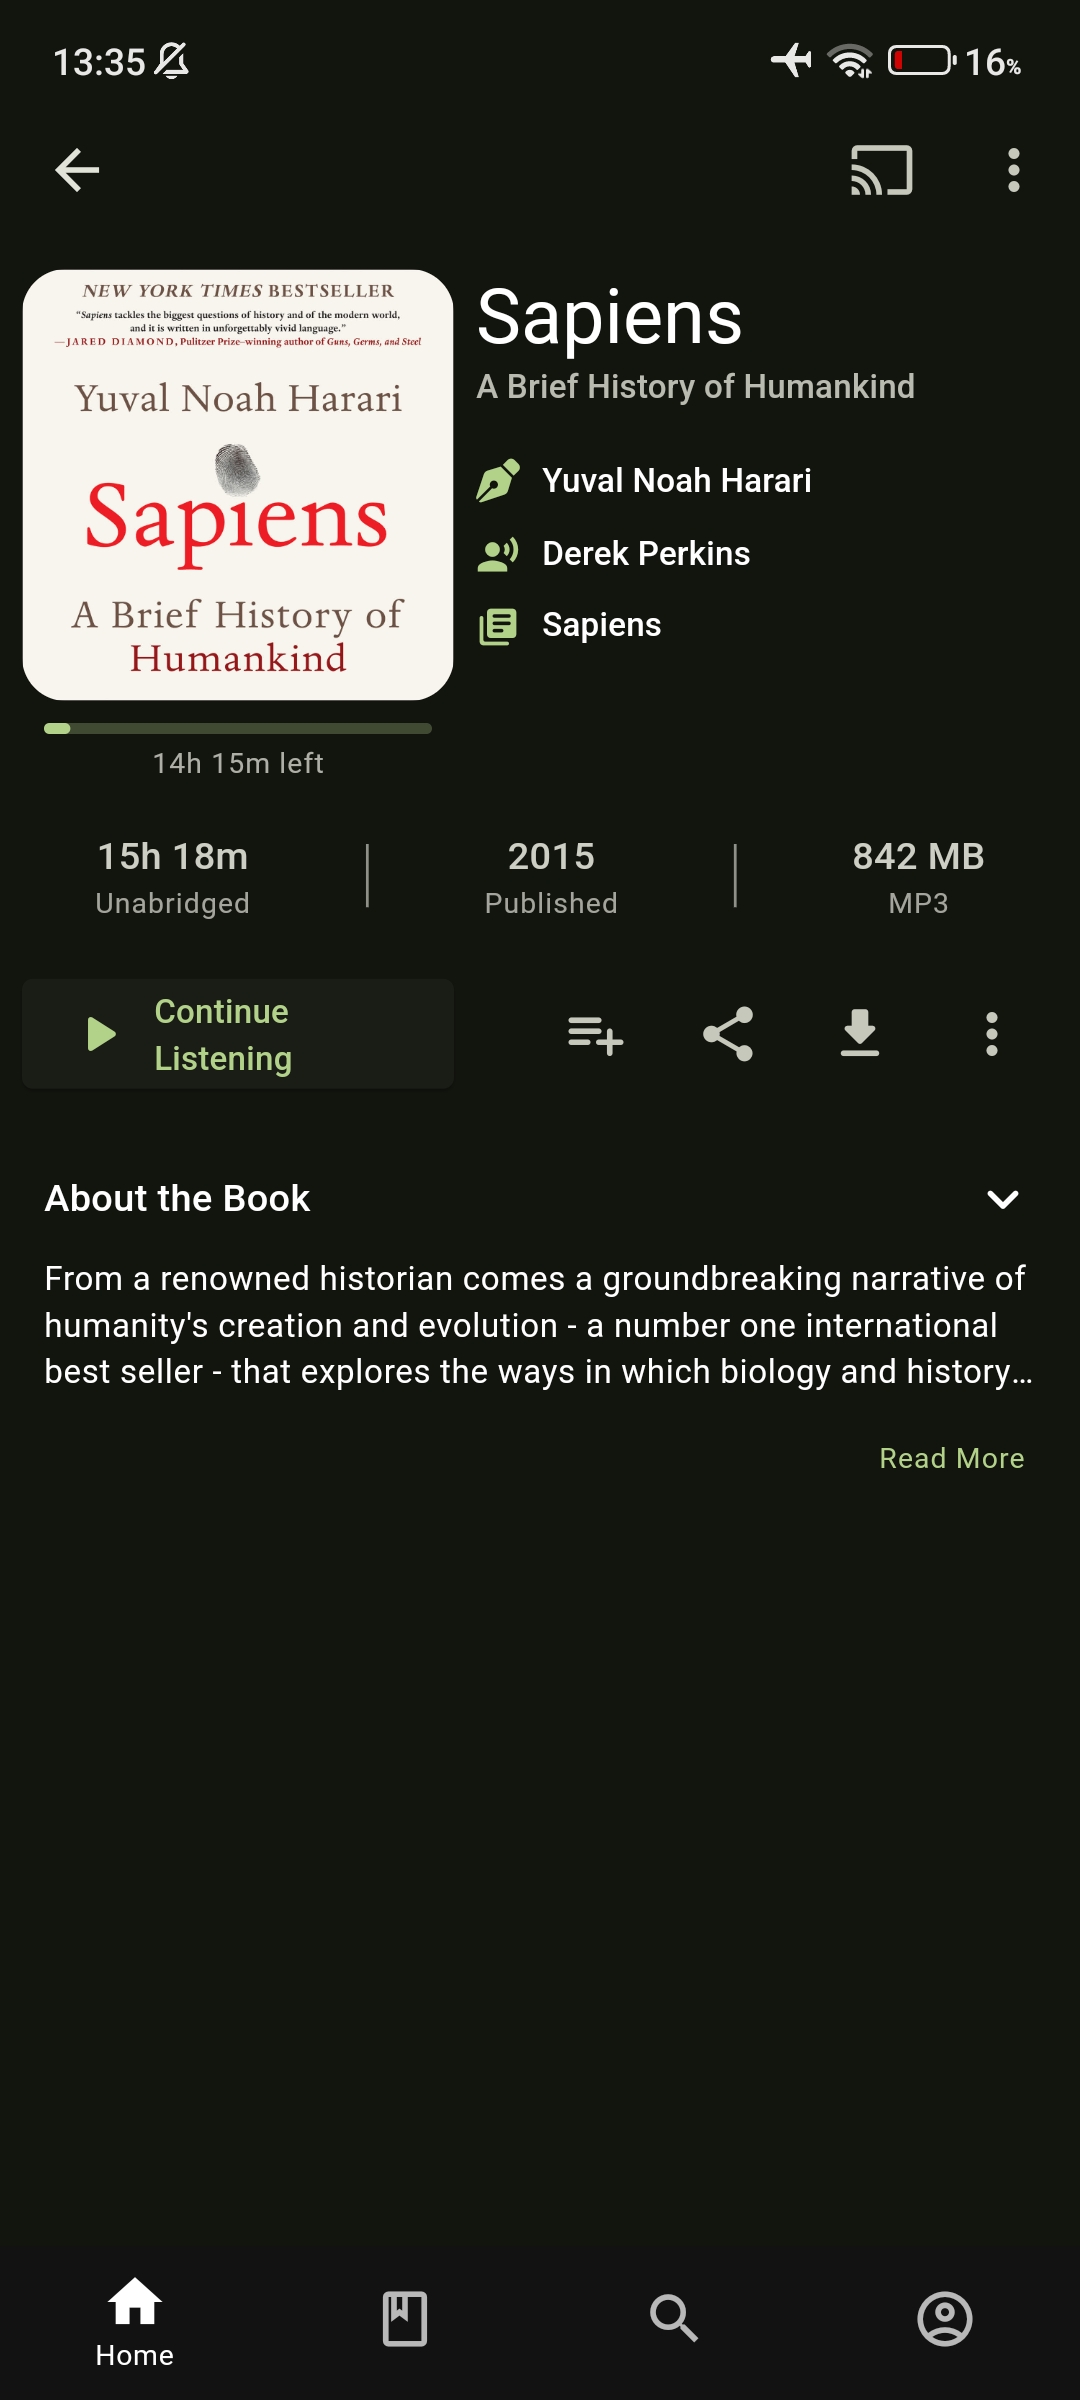 13:35
16%
NEW YORK TIMES BESTSELLER
“Sapiens tackles the biggest questions of history and of the modern world,
and it is written in unforgettably vivid language.”
—JARED DIAMOND, Pulitzer Prize–winning author of Guns, Germs, and Steel
Yuval Noah Harari
Sapiens
A Brief History of
Humankind
Sapiens
A Brief History of Humankind
Yuval Noah Harari
Derek Perkins
Sapiens
14h 15m left
15h 18m
Unabridged
2015
Published
842 MB
MP3
Continue
Listening
About the Book
From a renowned historian comes a groundbreaking narrative of
humanity's creation and evolution - a number one international
best seller - that explores the ways in which biology and history…
Read More
Home